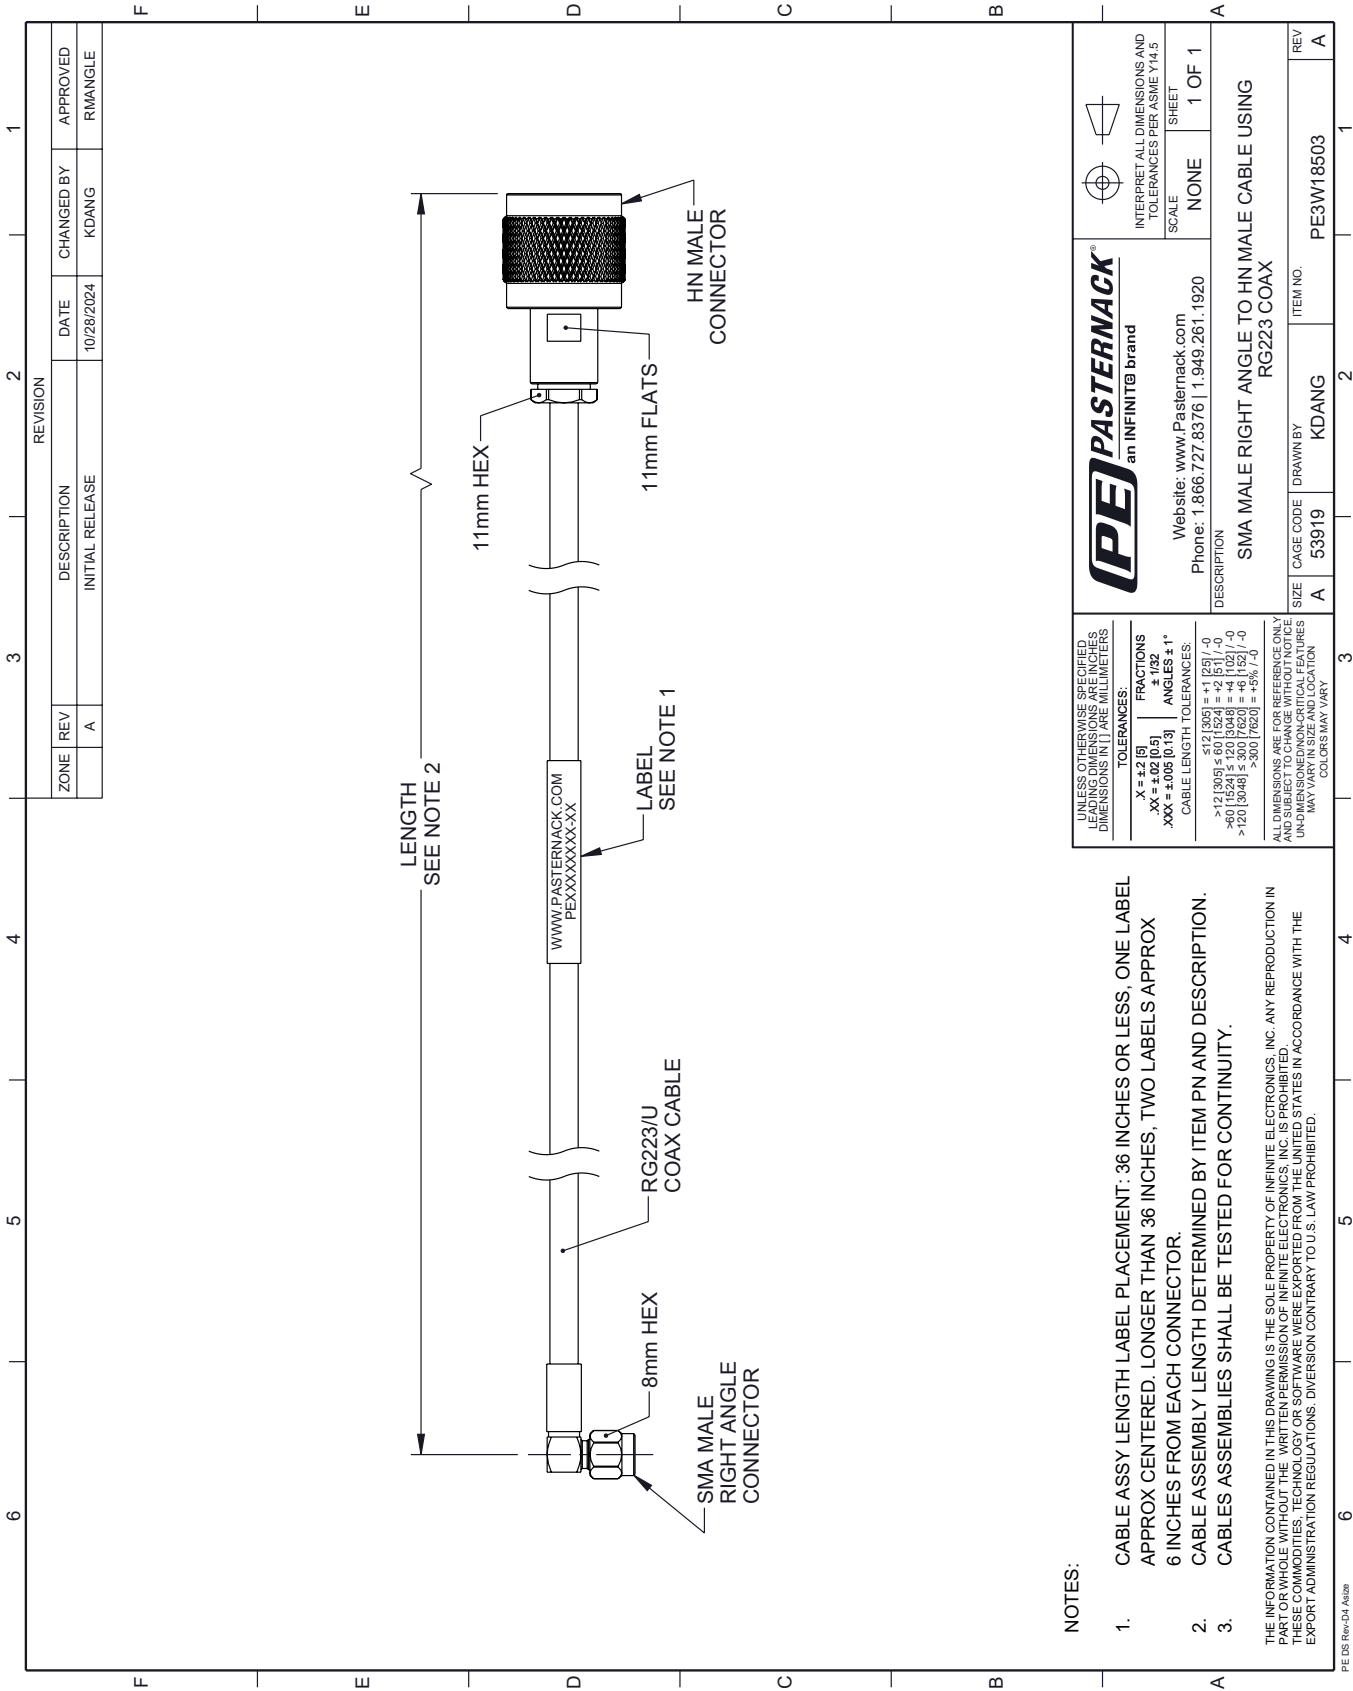 6
5
4
3
2
1
F
E
D
C
B
A
REVISION
ZONE
REV
DESCRIPTION
DATE
CHANGED BY
APPROVED
A
INITIAL RELEASE
10/28/2024
KDANG
RMANGLE
LENGTH
SEE NOTE 2
11mm HEX
WWW.PASTERNACK.COM
PEXXXXXXXX-XX
SMA MALE
RIGHT ANGLE
CONNECTOR
8mm HEX
RG223/U
COAX CABLE
LABEL
SEE NOTE 1
11mm FLATS
HN MALE
CONNECTOR
NOTES:
1. CABLE ASSY LENGTH LABEL PLACEMENT: 36 INCHES OR LESS, ONE LABEL
APPROX CENTERED. LONGER THAN 36 INCHES, TWO LABELS APPROX
6 INCHES FROM EACH CONNECTOR.
2. CABLE ASSEMBLY LENGTH DETERMINED BY ITEM PN AND DESCRIPTION.
3. CABLES ASSEMBLIES SHALL BE TESTED FOR CONTINUITY.
THE INFORMATION CONTAINED IN THIS DRAWING IS THE SOLE PROPERTY OF INFINITE ELECTRONICS, INC. ANY REPRODUCTION IN
PART OR WHOLE WITHOUT THE WRITTEN PERMISSION OF INFINITE ELECTRONICS, INC. IS PROHIBITED.
THESE COMMODITIES, TECHNOLOGY OR SOFTWARE WERE EXPORTED FROM THE UNITED STATES IN ACCORDANCE WITH THE
EXPORT ADMINISTRATION REGULATIONS. DIVERSION CONTRARY TO U.S. LAW PROHIBITED.
UNLESS OTHERWISE SPECIFIED
LEADING DIMENSIONS ARE INCHES
DIMENSIONS IN [ ] ARE MILLIMETERS
TOLERANCES:
.X = ±.2 [5]
.XX = ±.02 [0.5]
.XXX = ±.005 [0.13]
FRACTIONS
± 1/32
ANGLES ± 1°
CABLE LENGTH TOLERANCES:
≤12 [305] = +1 [25] / -0
>12 [305] ≤ 60 [1524] = +2 [51] / -0
>60 [1524] ≤ 120 [3048] = +4 [102] / -0
>120 [3048] ≤ 300 [7620] = +6 [152] / -0
>300 [7620] = +5% / -0
ALL DIMENSIONS ARE FOR REFERENCE ONLY
AND SUBJECT TO CHANGE WITHOUT NOTICE.
UN-DIMENSIONED/NON-CRITICAL FEATURES
MAY VARY IN SIZE AND LOCATION
COLORS MAY VARY
PE PASTERNACK®
an INFINIT@ brand
Website: www.Pasternack.com
Phone: 1.866.727.8376 | 1.949.261.1920
INTERPRET ALL DIMENSIONS AND
TOLERANCES PER ASME Y14.5
SCALE
NONE
SHEET
1 OF 1
DESCRIPTION
SMA MALE RIGHT ANGLE TO HN MALE CABLE USING
RG223 COAX
SIZE
A
CAGE CODE
53919
DRAWN BY
KDANG
ITEM NO.
PE3W18503
REV
A
F
E
D
C
B
A
6
5
4
3
2
1
PE DS Rev-D4 Asize